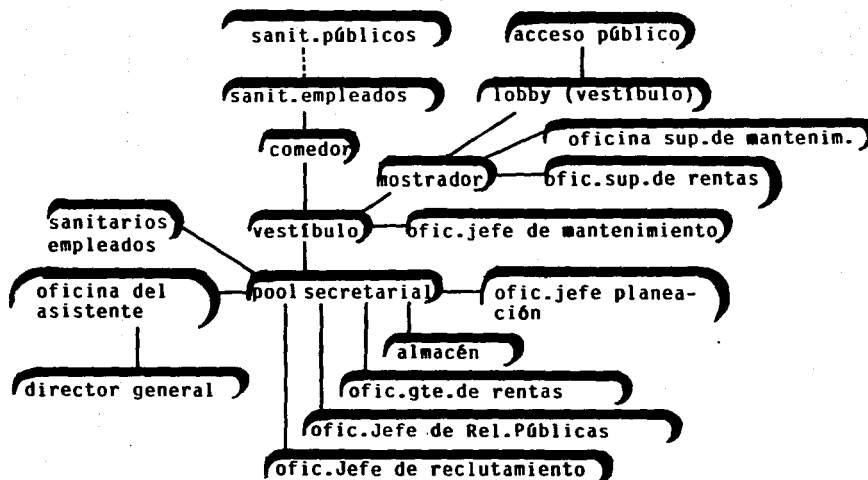 sanit.públicos
acceso público
sanit.empleados
lobby (vestíbulo)
comedor
oficina sup.de mantenim.
mostrador
ofic.sup.de rentas
sanitarios
empleados
vestíbulo
ofic.jefe de mantenimiento
oficina del
asistente
pool secretarial
ofic.jefe planea-
ción
almacén
director general
ofic.gte.de rentas
ofic.Jefe de Rel.Públicas
ofic.Jefe de reclutamiento